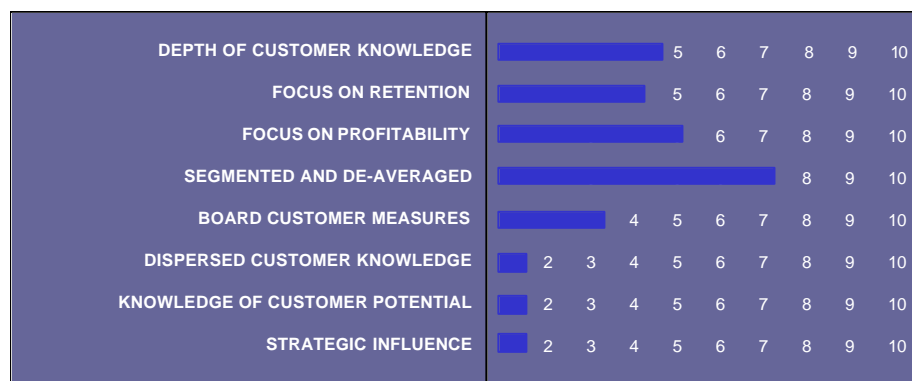 DEPTH OF CUSTOMER KNOWLEDGE 5 6 7 8 9 10
FOCUS ON RETENTION 5 6 7 8 9 10
FOCUS ON PROFITABILITY 6 7 8 9 10
SEGMENTED AND DE-AVERAGED 8 9 10
BOARD CUSTOMER MEASURES 4 5 6 7 8 9 10
DISPERSED CUSTOMER KNOWLEDGE 2 3 4 5 6 7 8 9 10
KNOWLEDGE OF CUSTOMER POTENTIAL 2 3 4 5 6 7 8 9 10
STRATEGIC INFLUENCE 2 3 4 5 6 7 8 9 10